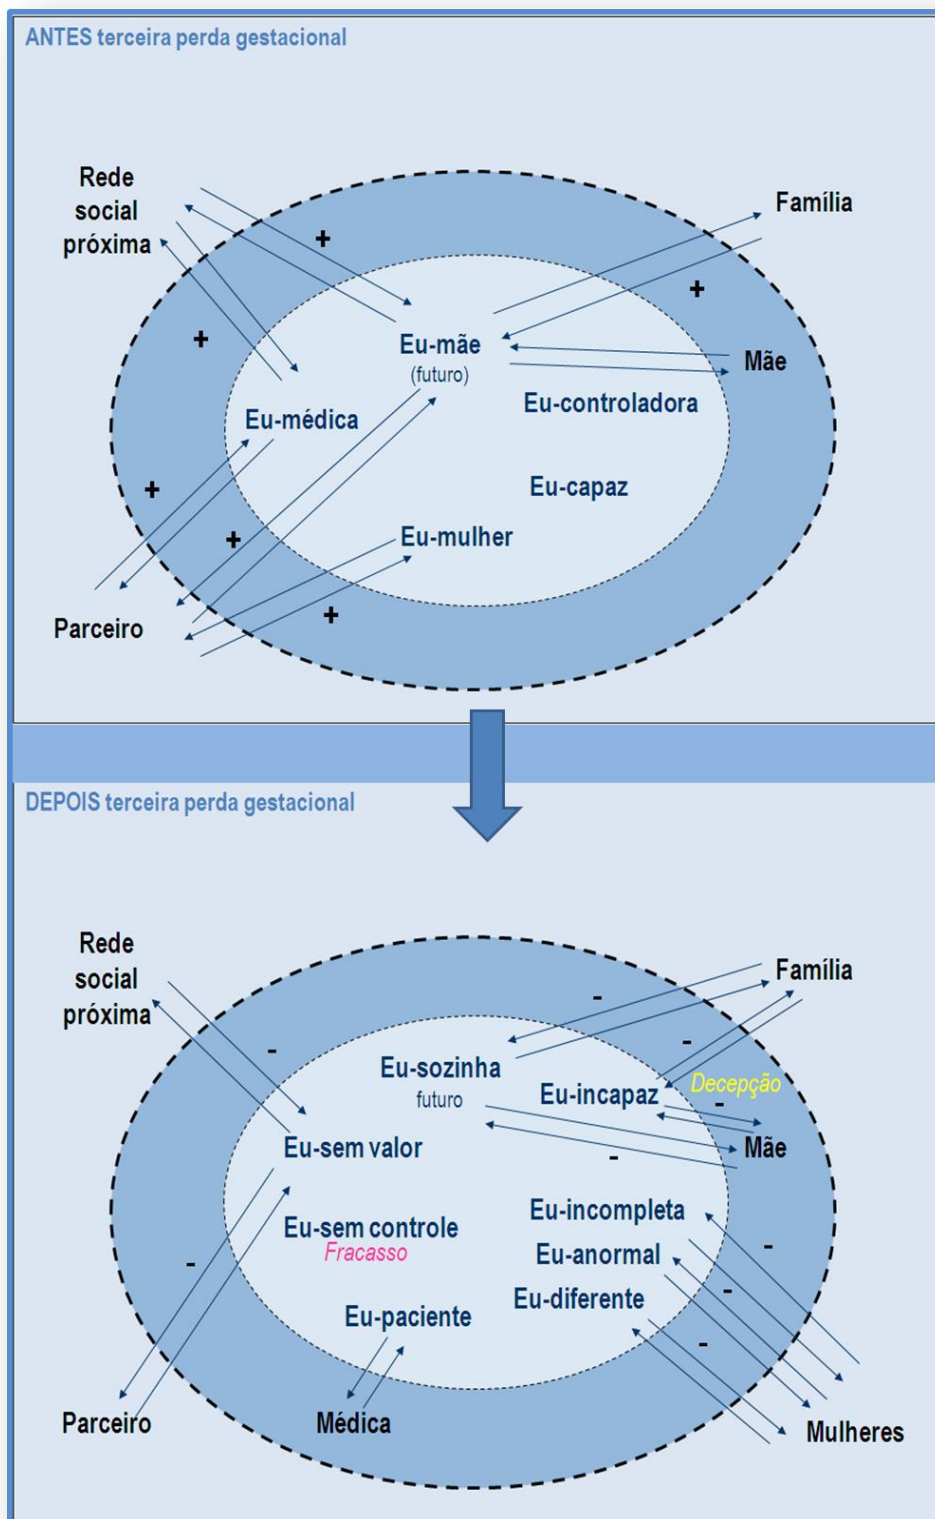 ANTES terceira perda gestacional
Rede
social
próxima
Família
+
+
Eu-mãe
(futuro)
+
Mãe
Eu-controladora
Eu-médica
Eu-capaz
+
Eu-mulher
+
+
Parceiro
DEPOIS terceira perda gestacional
Rede
social
próxima
Família
-
-
-
Eu-sozinha
futuro
Eu-incapaz
Decepção
-
Eu-sem valor
Mãe
-
Eu-incompleta
Eu-sem controle
Fracasso
Eu-anormal
-
-
Eu-diferente
-
Eu-paciente
-
Parceiro
Médica
Mulheres